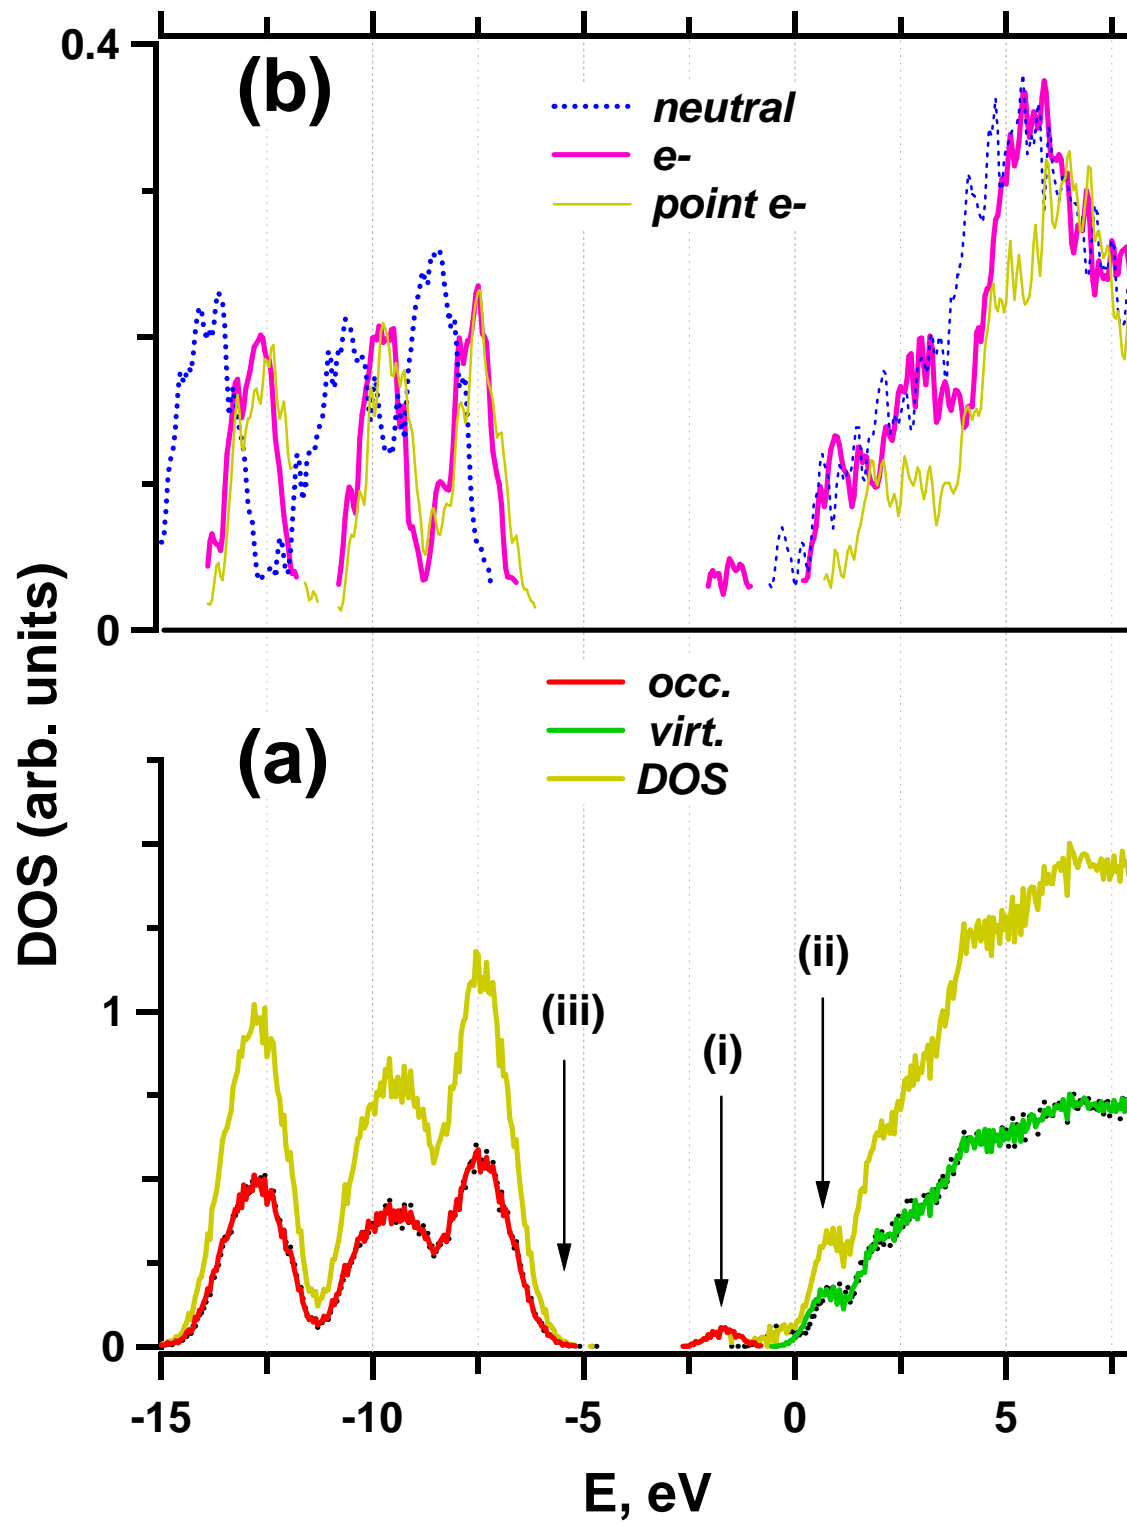 0.4
(b)
neutral
e-
point e-
0
DOS (arb. units)
occ.
virt.
DOS
(a)
(ii)
(iii)
(i)
1
0
-15 -10 -5 0 5
E, eV